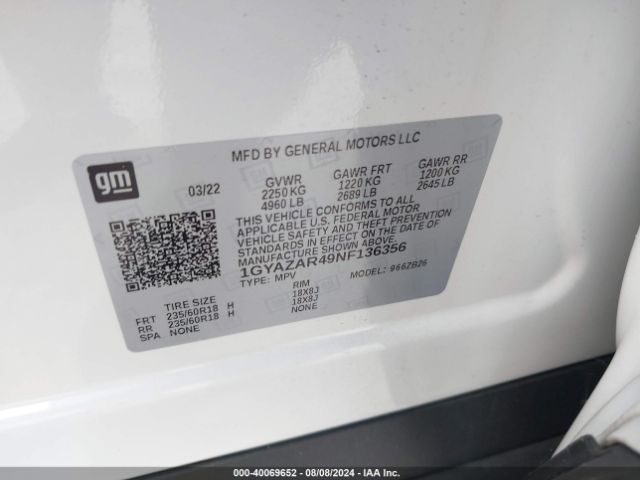 MFD BY GENERAL MOTORS LLC
gm
03/22 GVWR GAWR FRT GAWR RR
2250 KG 1220 KG 1200 KG
4960 LB 2689 LB 2645 LB
THIS VEHICLE CONFORMS TO ALL
APPLICABLE U.S. FEDERAL MOTOR
VEHICLE SAFETY AND THEFT PREVENTION
STANDARDS IN EFFECT ON THE DATE OF
MANUFACTURE SHOWN ABOVE.
1GYAZAR49NF136356
TYPE: MPV MODEL: 966ZB26
TIRE SIZE RIM
FRT 235/60R18 H 18X8J
RR 235/60R18 H 18X8J
SPA NONE NONE
000-40069652 / 08/08/2024 / IAA Inc.